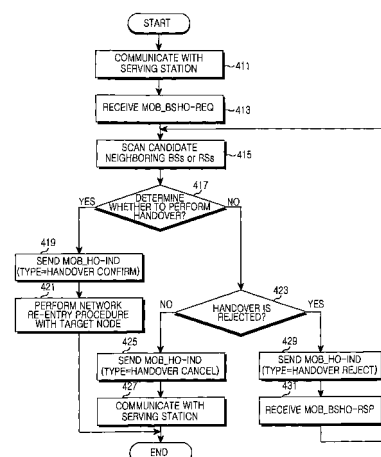 START
COMMUNICATE WITH
SERVING STATION
411
RECEIVE MOB_BSHO-REQ
413
SCAN CANDIDATE
NEIGHBORING BSs or RSs
415
417
DETERMINE
WHETHER TO PERFORM
HANDOVER?
YES
NO
419
SEND MOB_HO-IND
(TYPE=HANDOVER CONFIRM)
421
PERFORM NETWORK
RE-ENTRY PROCEDURE
WITH TARGET NODE
423
HANDOVER IS
REJECTED?
NO
YES
425
SEND MOB_HO-IND
(TYPE=HANDOVER CANCEL)
427
COMMUNICATE WITH
SERVING STATION
429
SEND MOB_HO-IND
(TYPE=HANDOVER REJECT)
431
RECEIVE MOB_BSHO-RSP
END